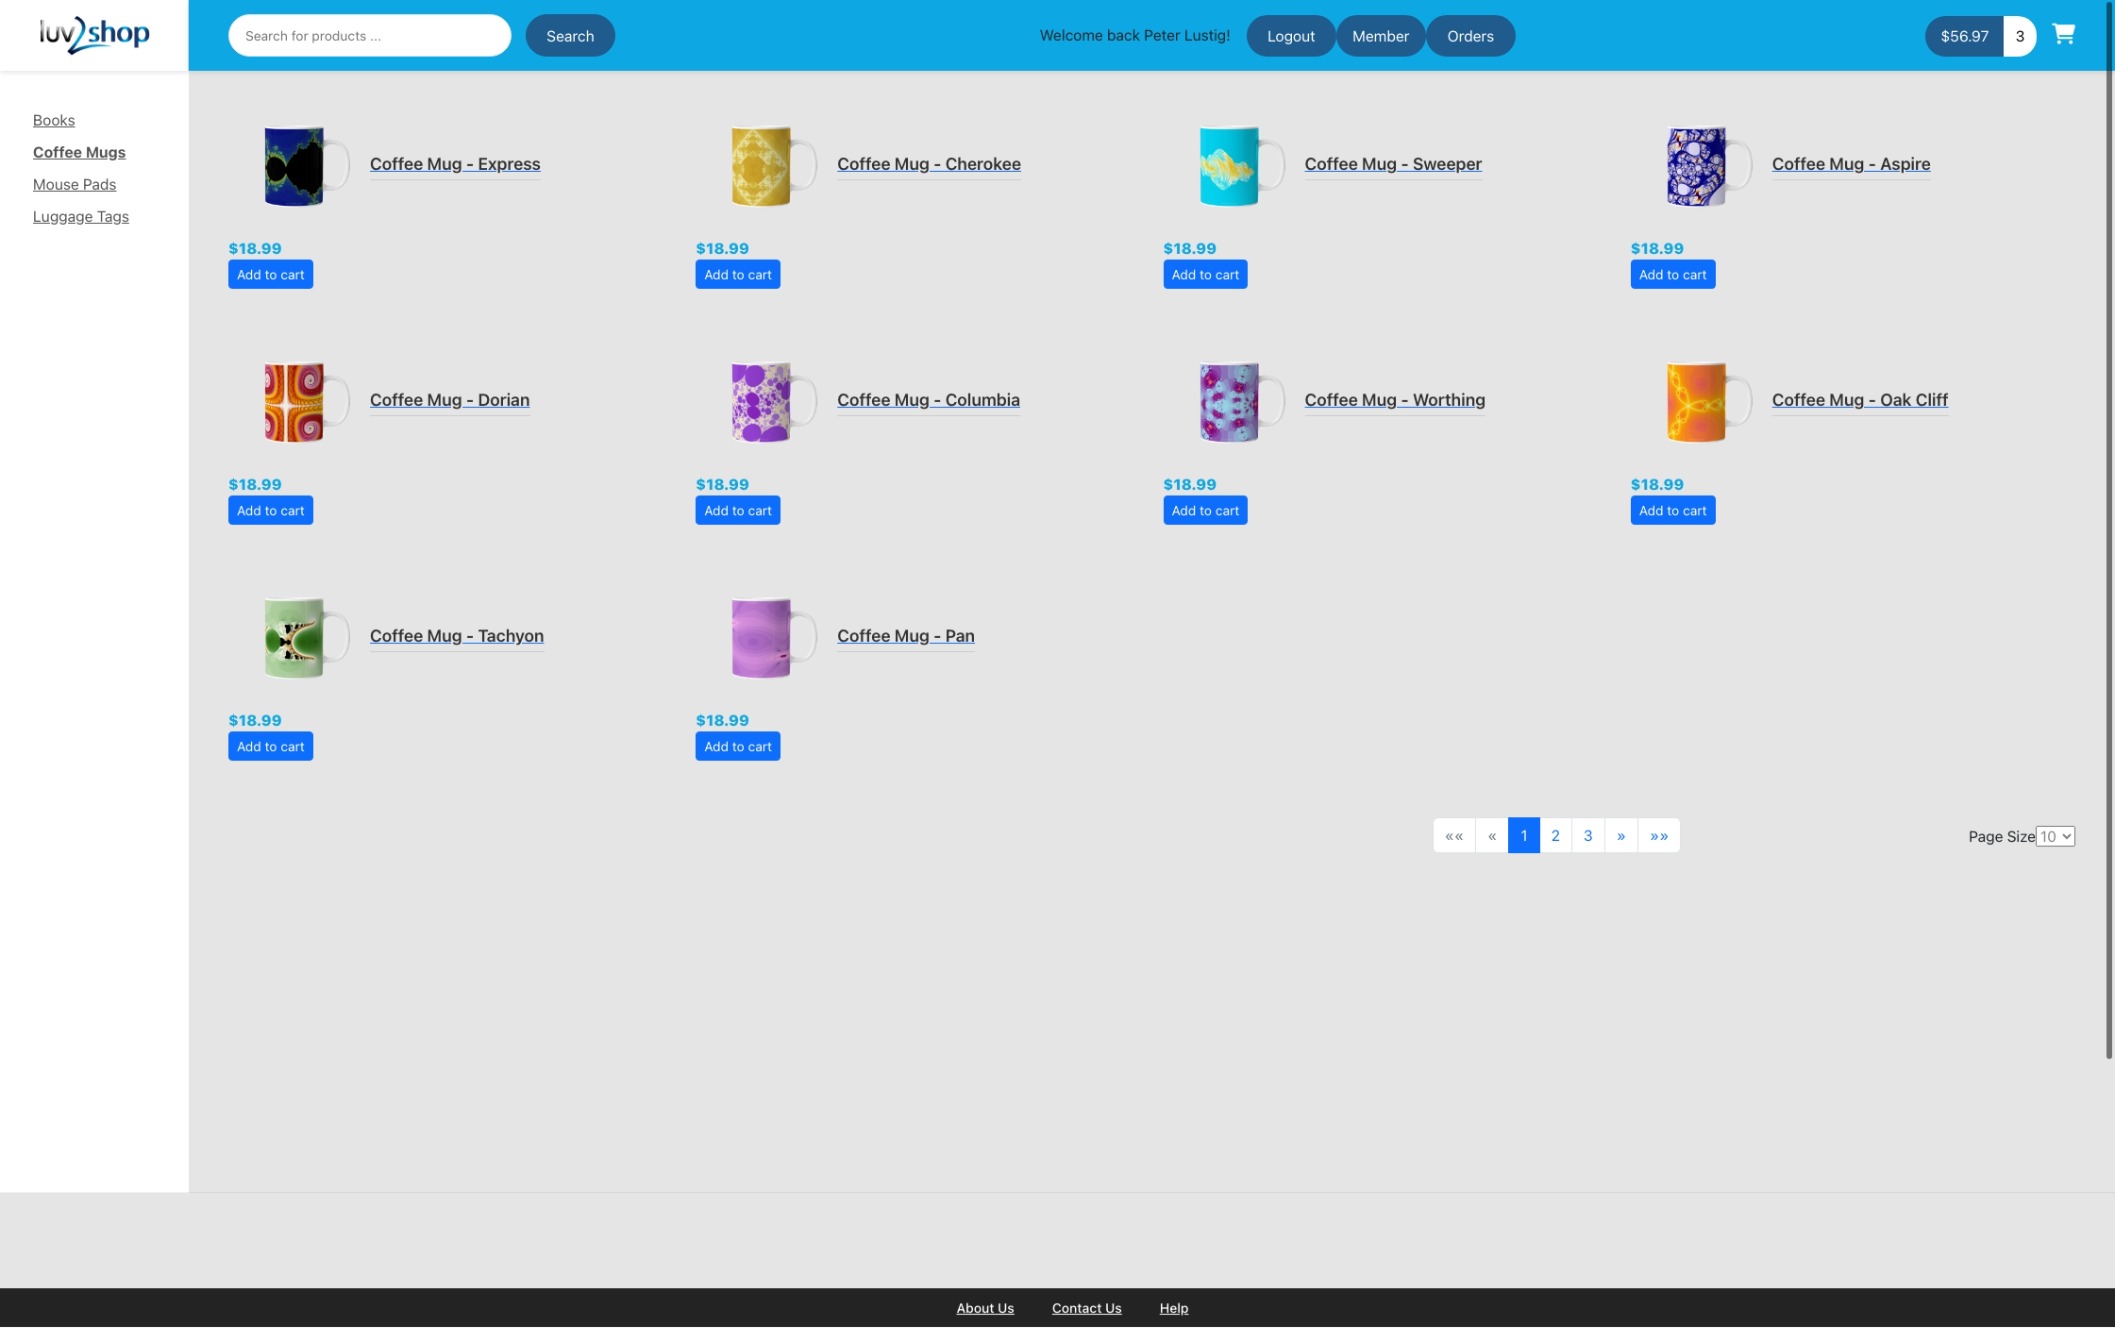 luv2shop
Search for products ...
Search
Welcome back Peter Lustig!
Logout
Member
Orders
$56.97
3
Books
Coffee Mugs
Mouse Pads
Luggage Tags
Coffee Mug - Express
$18.99
Add to cart
Coffee Mug - Cherokee
$18.99
Add to cart
Coffee Mug - Sweeper
$18.99
Add to cart
Coffee Mug - Aspire
$18.99
Add to cart
Coffee Mug - Dorian
$18.99
Add to cart
Coffee Mug - Columbia
$18.99
Add to cart
Coffee Mug - Worthing
$18.99
Add to cart
Coffee Mug - Oak Cliff
$18.99
Add to cart
Coffee Mug - Tachyon
$18.99
Add to cart
Coffee Mug - Pan
$18.99
Add to cart
«« « 1 2 3 » »»
Page Size 10
About Us
Contact Us
Help